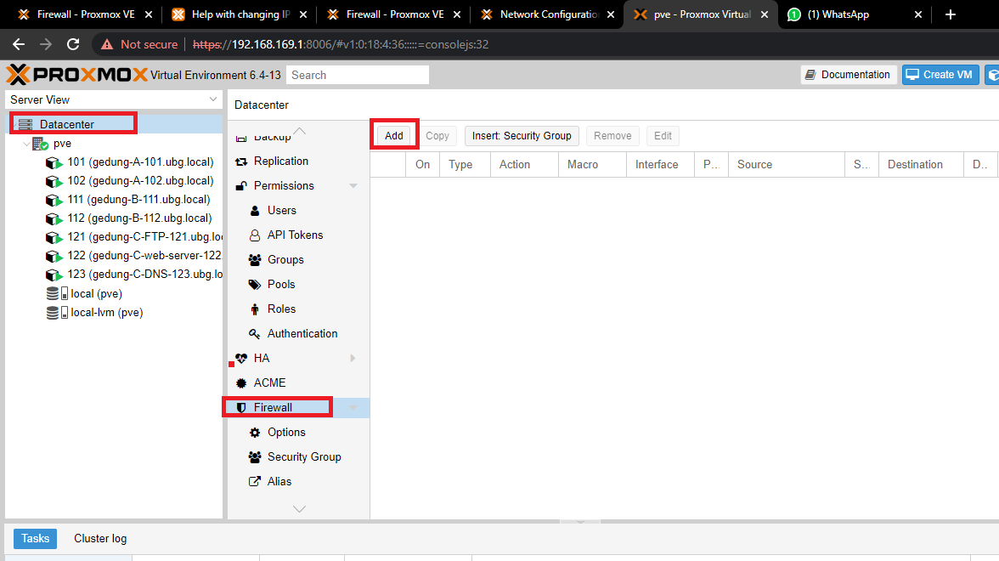 Firewall - Proxmox VE
Help with changing IP
Firewall - Proxmox VE
Network Configuration
pve - Proxmox Virtual
(1) WhatsApp
Not secure
https://192.168.169.1:8006/#v1:0:18:4:36:::::=consolejs:32
PROXMOX Virtual Environment 6.4-13 Search
Documentation
Create VM
Server View
Datacenter
pve
101 (gedung-A-101.ubg.local)
102 (gedung-A-102.ubg.local)
111 (gedung-B-111.ubg.local)
112 (gedung-B-112.ubg.local)
121 (gedung-C-FTP-121.ubg.lo
122 (gedung-C-web-server-122.
123 (gedung-C-DNS-123.ubg.lo
local (pve)
local-lvm (pve)
Datacenter
Backup
Replication
Permissions
Users
API Tokens
Groups
Pools
Roles
Authentication
HA
ACME
Firewall
Options
Security Group
Alias
Add Copy Insert: Security Group Remove Edit
On Type Action Macro Interface P... Source S... Destination D...
Tasks Cluster log